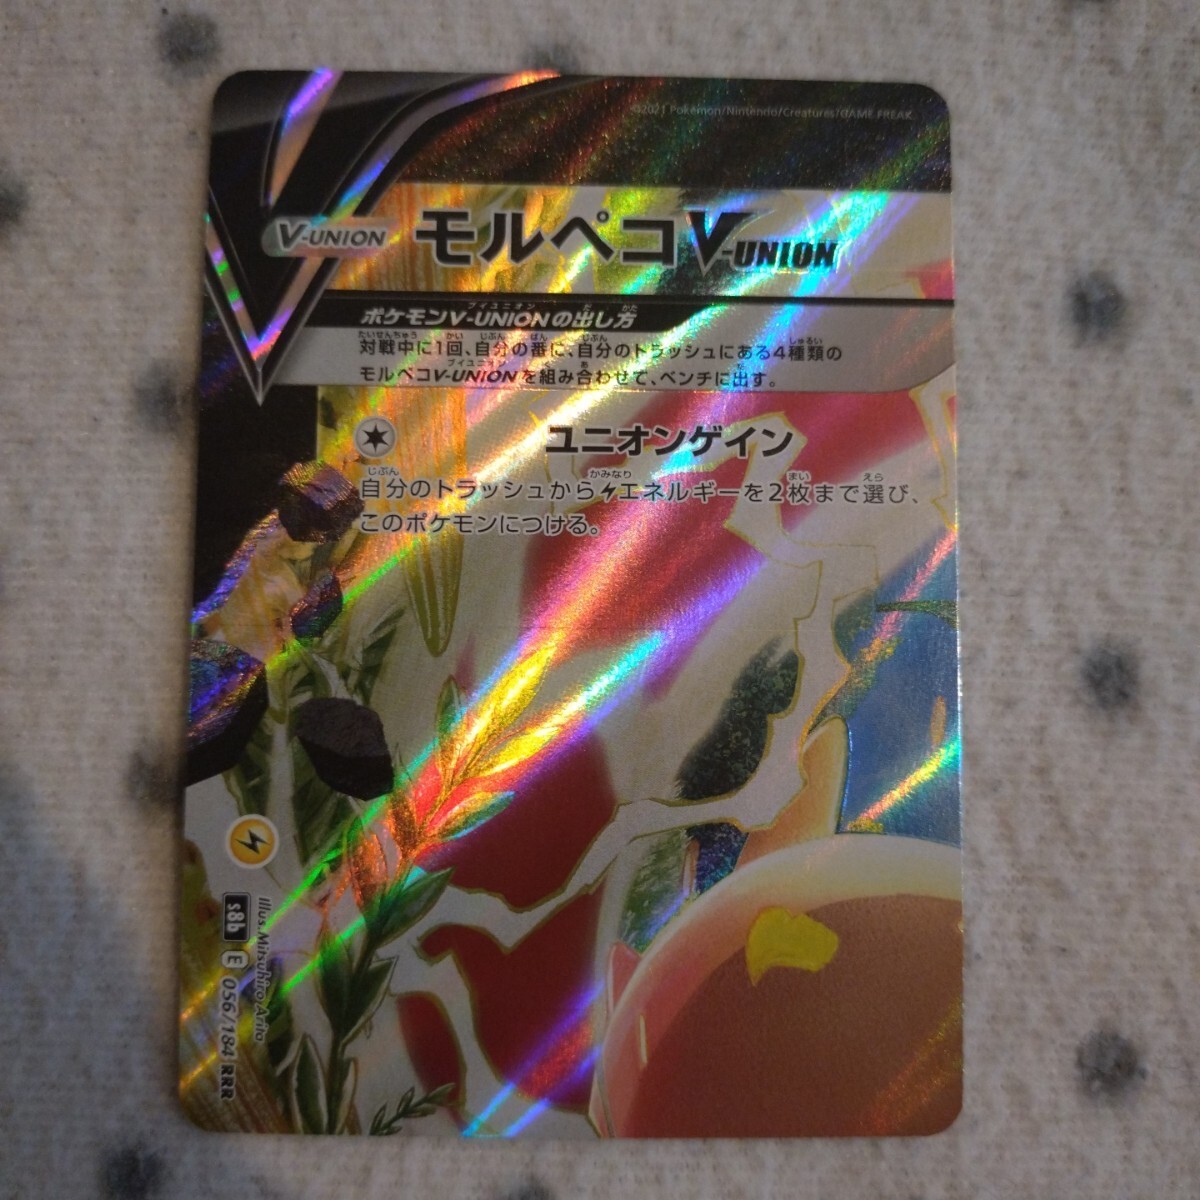 ©2021 Pokémon/Nintendo/Creatures/GAME FREAK
V-UNION
モルペコV-UNION
ポケモンV-UNIONの出し方
対戦中に1回、自分の番に、自分のトラッシュにある4種類の
モルペコV-UNIONを組み合わせて、ベンチに出す。
ユニオンゲイン
自分のトラッシュからエネルギーを2枚まで選び、
このポケモンにつける。
Illus. Mitsuhiro Arita
s8b E 056/184 RRR